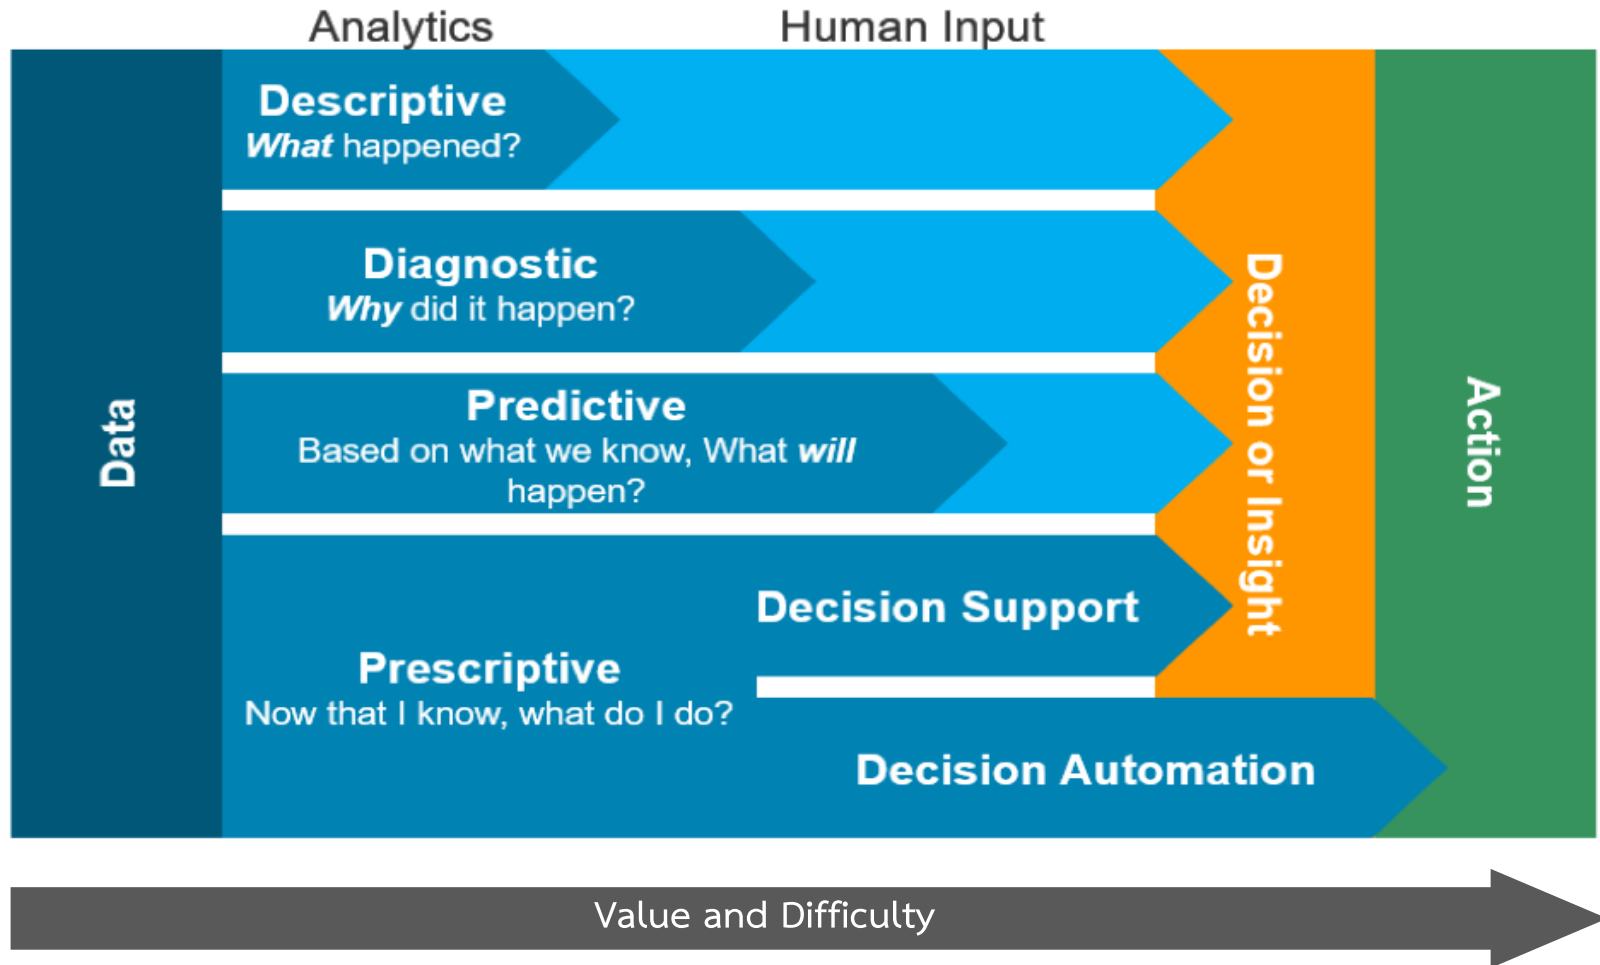 Analytics
Human Input
Descriptive
What happened?
Diagnostic
Why did it happen?
Predictive
Based on what we know, What will
happen?
Prescriptive
Now that I know, what do I do?
Decision Support
Decision Automation
Data
Decision or Insight
Action
Value and Difficulty